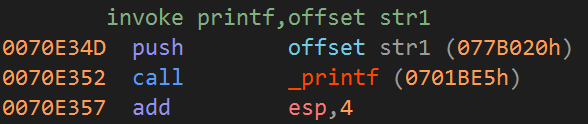 invoke printf,offset str1
0070E34D push offset str1 (077B020h)
0070E352 call _printf (0701BE5h)
0070E357 add esp,4